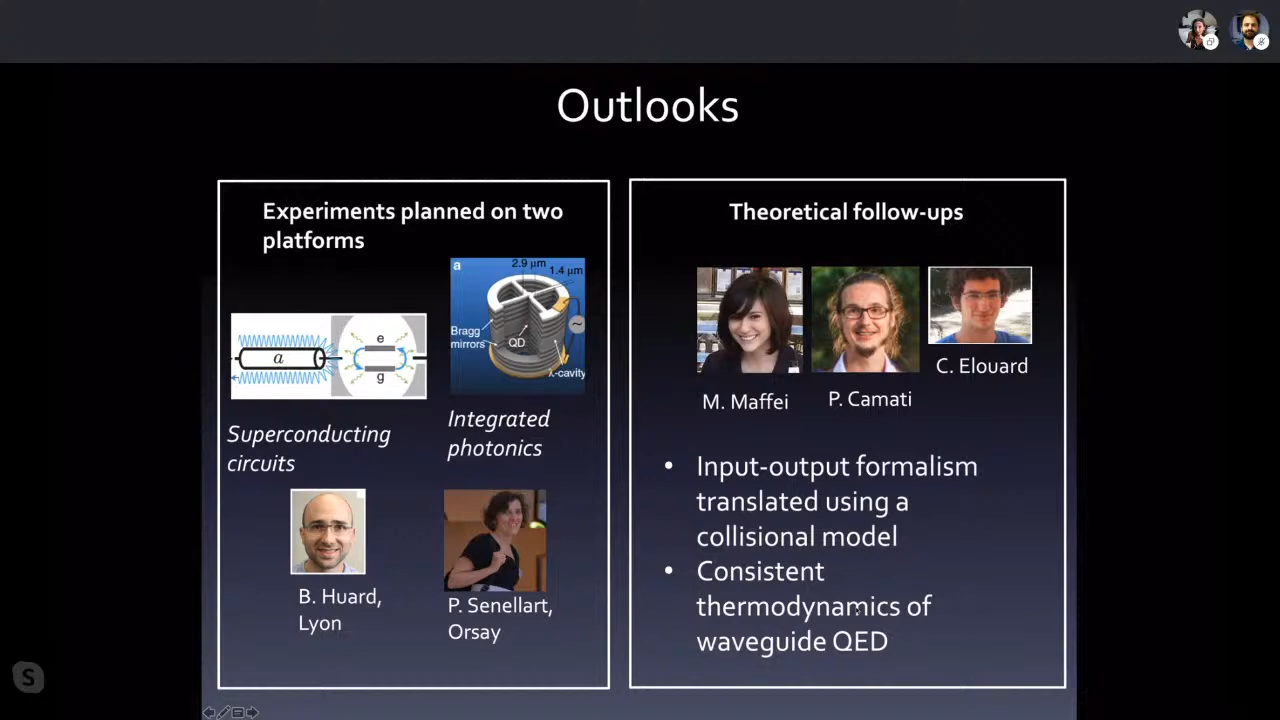 Outlooks
Experiments planned on two
platforms
a
2.9 μm
1.4 μm
Bragg
mirrors
QD
~
λ-cavity
a
e
g
Superconducting
circuits
Integrated
photonics
B. Huard,
Lyon
P. Senellart,
Orsay
Theoretical follow-ups
M. Maffei
P. Camati
C. Elouard
• Input-output formalism
translated using a
collisional model
• Consistent
thermodynamics of
waveguide QED
S